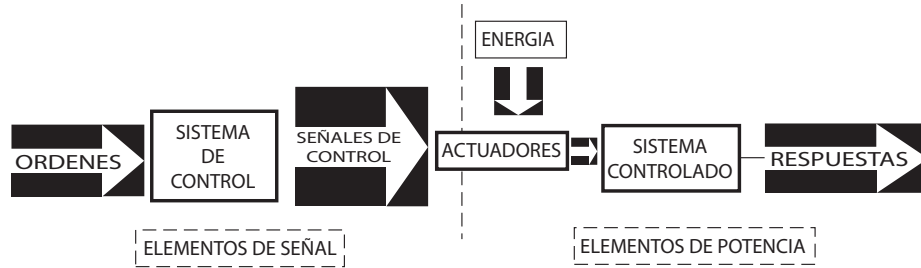 ENERGIA
ORDENES
SISTEMA
DE
CONTROL
SEÑALES DE
CONTROL
ACTUADORES
SISTEMA
CONTROLADO
RESPUESTAS
ELEMENTOS DE SEÑAL
ELEMENTOS DE POTENCIA